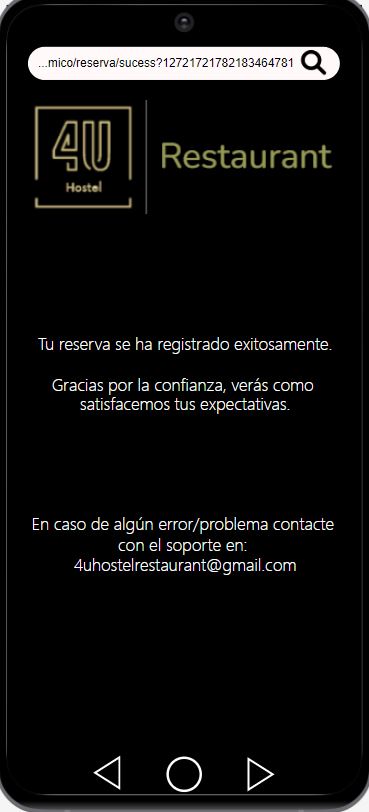 ...mico/reserva/sucess?12721721782183464781
4U
Hostel
Restaurant
Tu reserva se ha registrado exitosamente.
Gracias por la confianza, verás como
satisfacemos tus expectativas.
En caso de algún error/problema contacte
con el soporte en:
4uhostelrestaurant@gmail.com